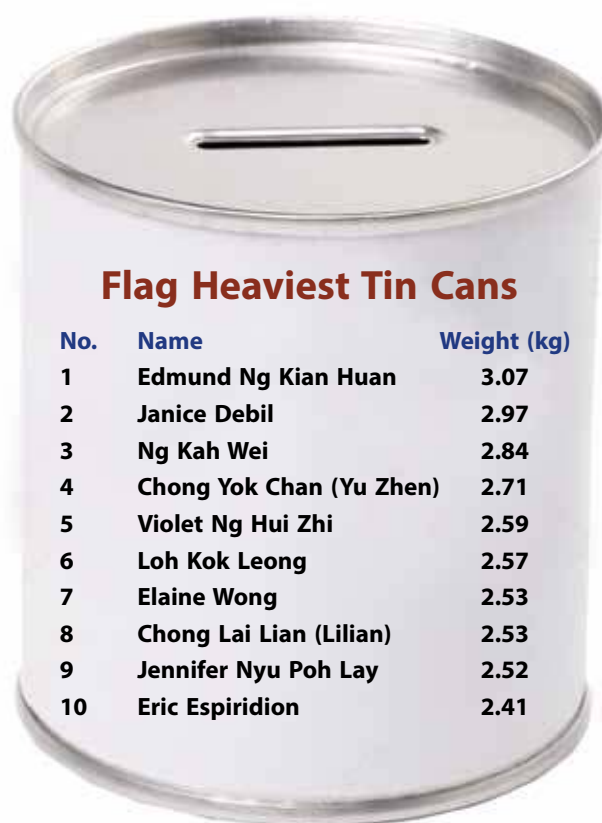 Flag Heaviest Tin Cans
No. Name Weight (kg)
1 Edmund Ng Kian Huan 3.07
2 Janice Debil 2.97
3 Ng Kah Wei 2.84
4 Chong Yok Chan (Yu Zhen) 2.71
5 Violet Ng Hui Zhi 2.59
6 Loh Kok Leong 2.57
7 Elaine Wong 2.53
8 Chong Lai Lian (Lilian) 2.53
9 Jennifer Nyu Poh Lay 2.52
10 Eric Espiridion 2.41